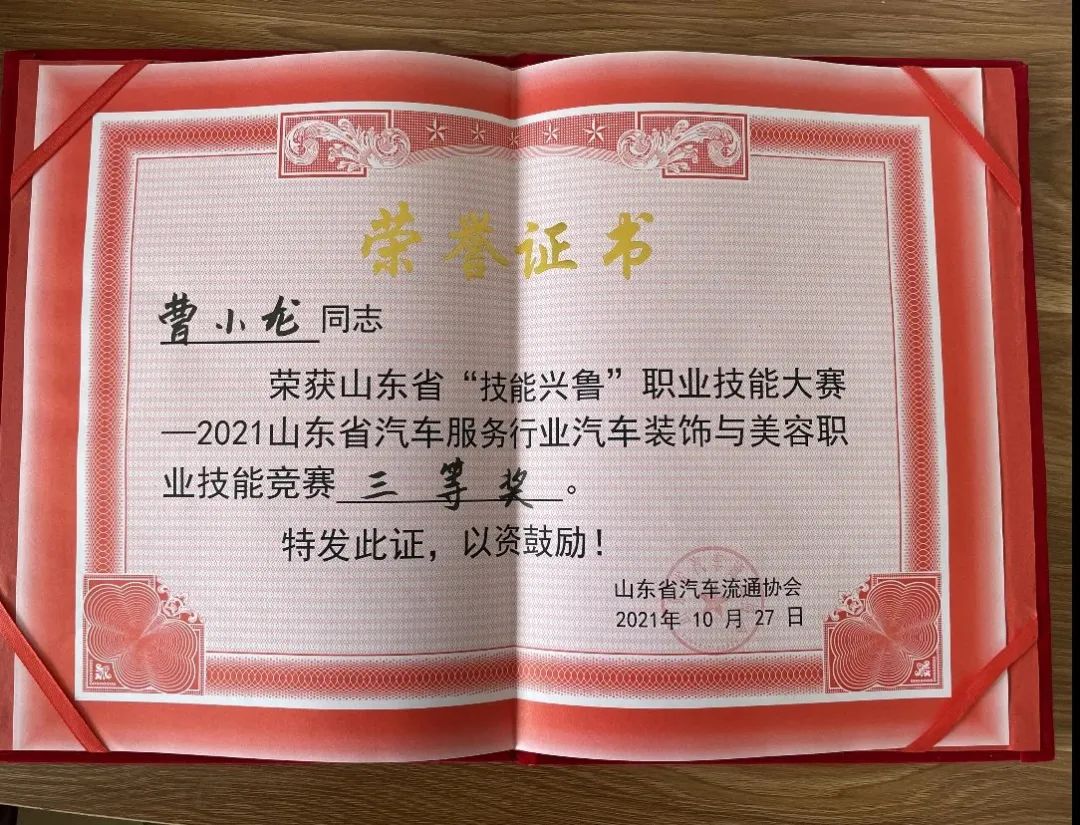 荣誉证书
曹小龙同志
荣获山东省“技能兴鲁”职业技能大赛
—2021山东省汽车服务行业汽车装饰与美容职
业技能竞赛 三等奖 。
特发此证，以资鼓励！
山东省汽车流通协会
2021年 10 月 27 日